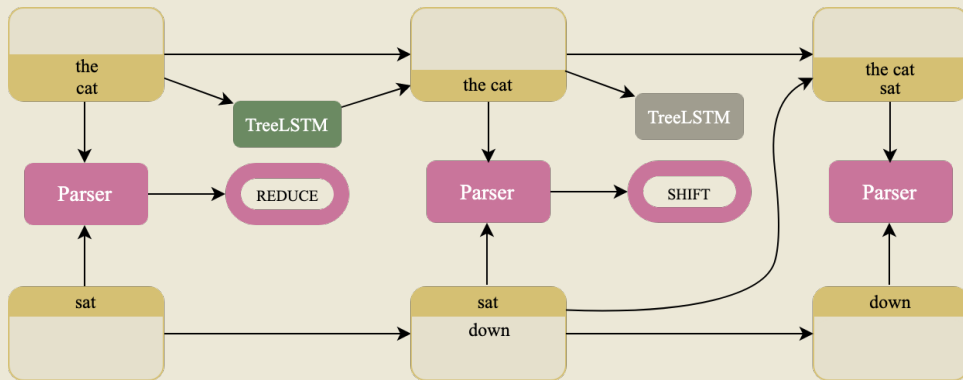 the
cat
the cat
the cat
sat
TreeLSTM
TreeLSTM
Parser
REDUCE
Parser
SHIFT
Parser
sat
sat
down
down